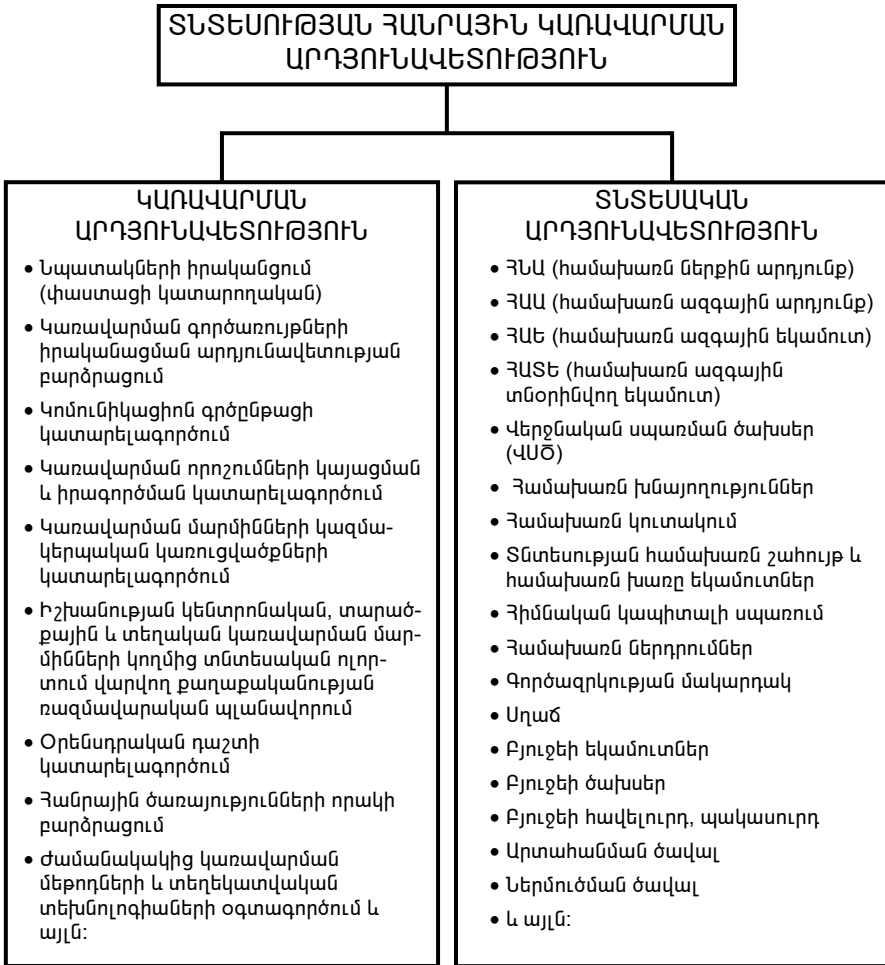 ՏՆՏԵՍՈՒԹՅԱՆ ՀԱՆՐԱՅԻՆ ԿԱՌԱՎԱՐՄԱՆ
ԱՐԴՅՈՒՆԱՎԵՏՈՒԹՅՈՒՆ
ԿԱՌԱՎԱՐՄԱՆ
ԱՐԴՅՈՒՆԱՎԵՏՈՒԹՅՈՒՆ
• Նպատակների իրականցում
(փաստացի կատարողական)
• Կառավարման գործառույթների
իրականացման արդյունավետության
բարձրացում
• Կոմունիկացիոն գրծընթացի
կատարելագործում
• Կառավարման որոշումների կայացման
և իրագործման կատարելագործում
• Կառավարման մարմինների կազմա-
կերպական կառուցվածքների
կատարելագործում
• Իշխանության կենտրոնական, տարած-
քային և տեղական կառավարման մար-
մինների կողմից տնտեսական ոլոր-
տում վարվող քաղաքականության
ռազմավարական պլանավորում
• Օրենսդրական դաշտի
կատարելագործում
• Հանրային ծառայությունների որակի
բարձրացում
• Ժամանակակից կառավարման
մեթոդների և տեղեկատվական
տեխնոլոգիաների օգտագործում և
այլն:
ՏՆՏԵՍԱԿԱՆ
ԱՐԴՅՈՒՆԱՎԵՏՈՒԹՅՈՒՆ
• ՀՆԱ (համախառն ներքին արդյունք)
• ՀԱԱ (համախառն ազգային արդյունք)
• ՀԱԵ (համախառն ազգային եկամուտ)
• ՀԱՏԵ (համախառն ազգային
տնօրինվող եկամուտ)
• Վերջնական սպառման ծախսեր
(ՎՍԾ)
• Համախառն խնայողություններ
• Համախառն կուտակում
• Տնտեսության համախառն շահույթ և
համախառն խառը եկամուտներ
• Հիմնական կապիտալի սպառում
• Համախառն ներդրումներ
• Գործազրկության մակարդակ
• Սղաճ
• Բյուջեի եկամուտներ
• Բյուջեի ծախսեր
• Բյուջեի հավելուրդ, պակասուրդ
• Արտահանման ծավալ
• Ներմուծման ծավալ
• և այլն: